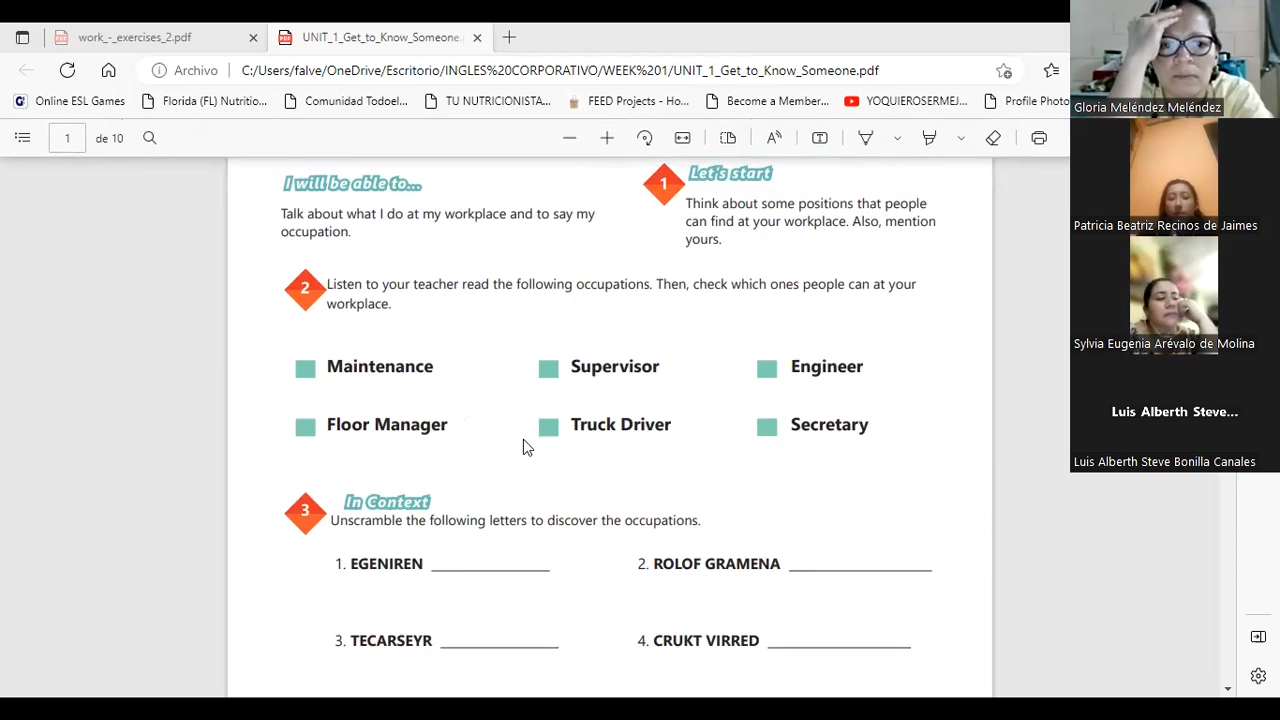 work_-_exercises_2.pdf
UNIT_1_Get_to_Know_Someone.
Archivo
C:/Users/falve/OneDrive/Escritorio/INGLES%20CORPORATIVO/WEEK%201/UNIT_1_Get_to_Know_Someone.pdf
Online ESL Games
Florida (FL) Nutritio...
Comunidad Todoel...
TU NUTRICIONISTA...
FEED Projects - Ho...
Become a Member...
YOQUIEROSERMEJ...
Profile Photo
1
de 10
I will be able to...
Talk about what I do at my workplace and to say my
occupation.
1
Let's start
Think about some positions that people
can find at your workplace. Also, mention
yours.
2
Listen to your teacher read the following occupations. Then, check which ones people can at your
workplace.
Maintenance
Supervisor
Engineer
Floor Manager
Truck Driver
Secretary
3
In Context
Unscramble the following letters to discover the occupations.
1. EGENIREN _______________
2. ROLOF GRAMENA __________________
3. TECARSEYR _______________
4. CRUKT VIRRED __________________
Gloria Meléndez Meléndez
Patricia Beatriz Recinos de Jaimes
Sylvia Eugenia Arévalo de Molina
Luis Alberth Steve...
Luis Alberth Steve Bonilla Canales